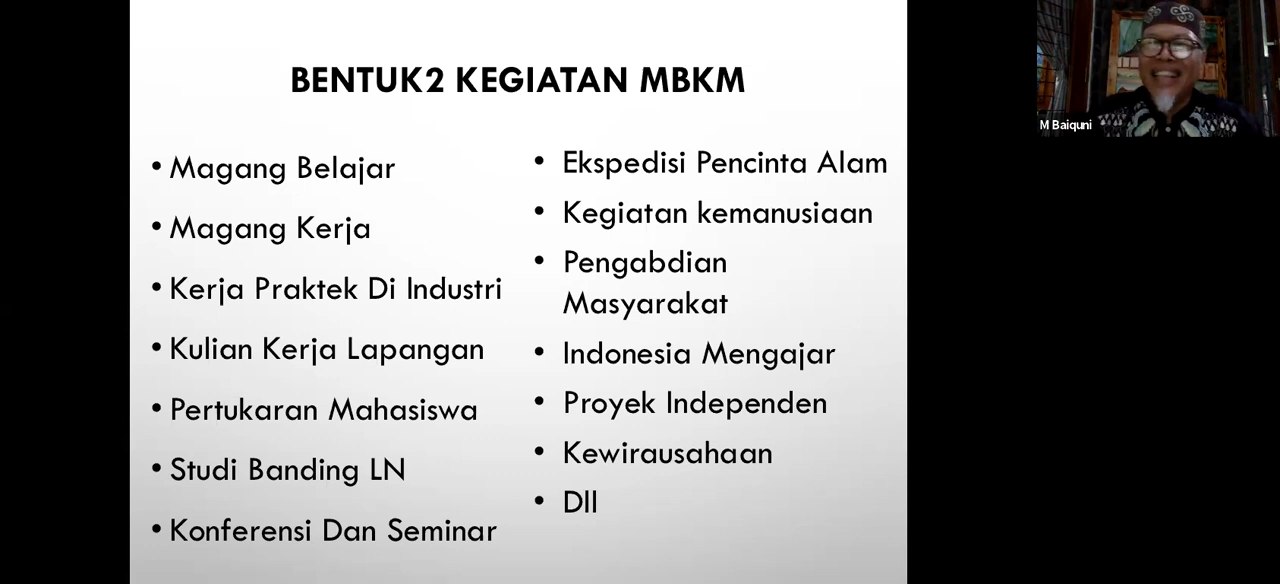 BENTUK2 KEGIATAN MBKM
• Magang Belajar
• Magang Kerja
• Kerja Praktek Di Industri
• Kulian Kerja Lapangan
• Pertukaran Mahasiswa
• Studi Banding LN
• Konferensi Dan Seminar
• Ekspedisi Pencinta Alam
• Kegiatan kemanusiaan
• Pengabdian
Masyarakat
• Indonesia Mengajar
• Proyek Independen
• Kewirausahaan
• Dll
M Baiquni